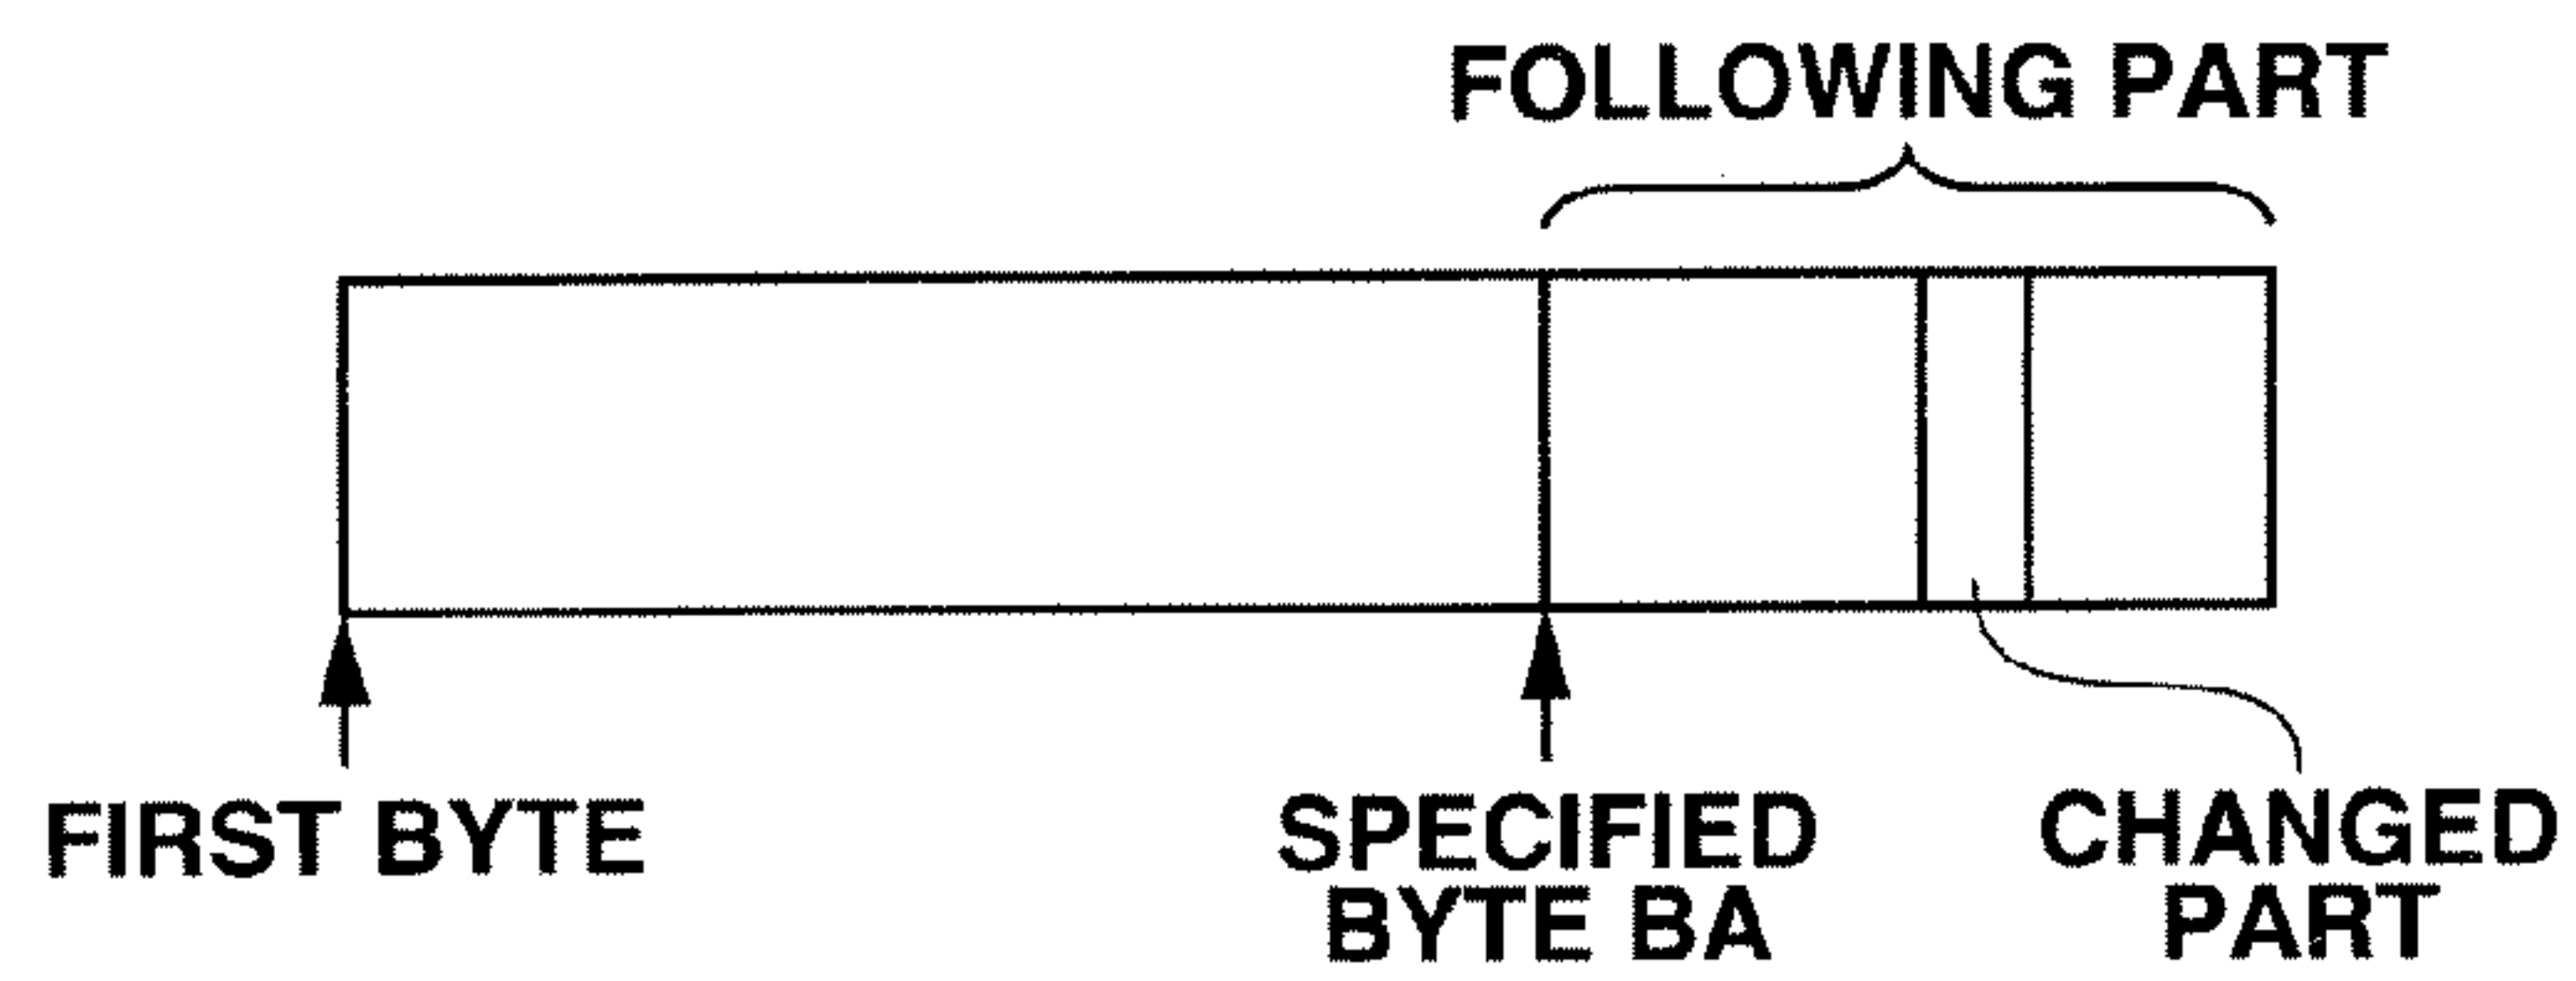 FOLLOWING PART
FIRST BYTE
SPECIFIED
BYTE BA
CHANGED
PART